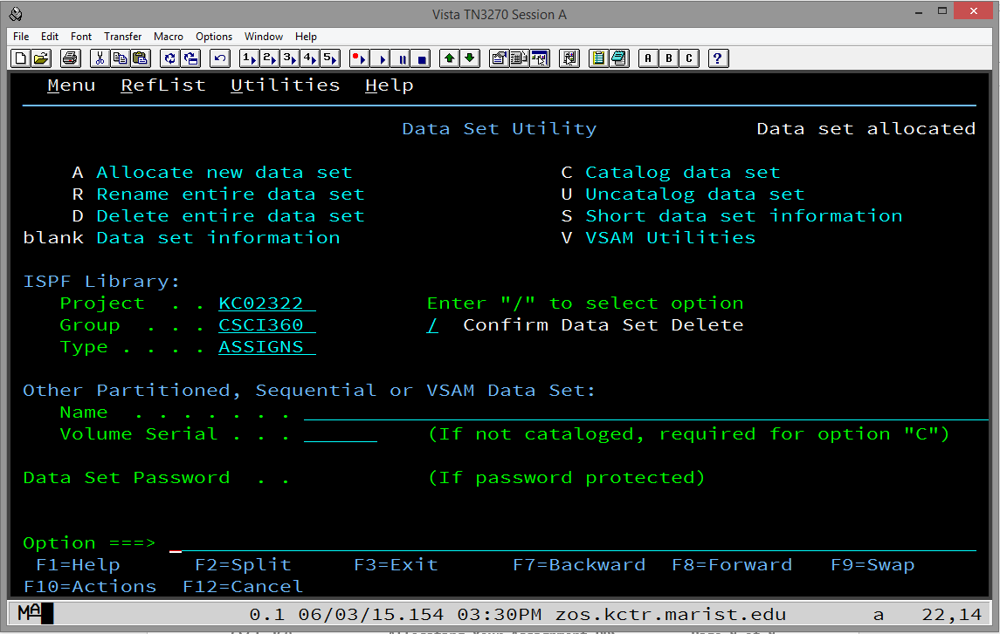 Vista TN3270 Session A
File Edit Font Transfer Macro Options Window Help
1 2 3 4 5 A B C ?
Menu RefList Utilities Help
Data Set Utility Data set allocated
A Allocate new data set C Catalog data set
R Rename entire data set U Uncatalog data set
D Delete entire data set S Short data set information
blank Data set information V VSAM Utilities
ISPF Library:
Project . . KC02322 Enter "/" to select option
Group . . . CSCI360 / Confirm Data Set Delete
Type . . . . ASSIGNS
Other Partitioned, Sequential or VSAM Data Set:
Name . . . . . . .
Volume Serial . . . (If not cataloged, required for option "C")
Data Set Password . . (If password protected)
Option ===>
F1=Help F2=Split F3=Exit F7=Backward F8=Forward F9=Swap
F10=Actions F12=Cancel
MA 0.1 06/03/15.154 03:30PM zos.kctr.marist.edu a 22,14